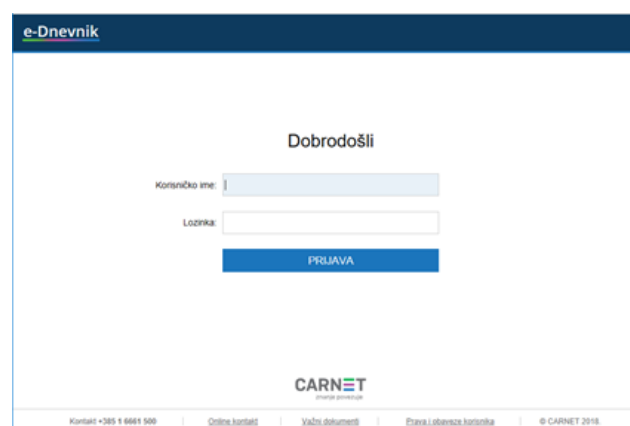 e-Dnevnik
Dobrodošli
Korisničko ime:
Lozinka:
PRIJAVA
CARNET
znanje povezuje
Kontakt +385 1 6661 500 | Online kontakt | Važni dokumenti | Prava i obaveze korisnika | © CARNET 2018.